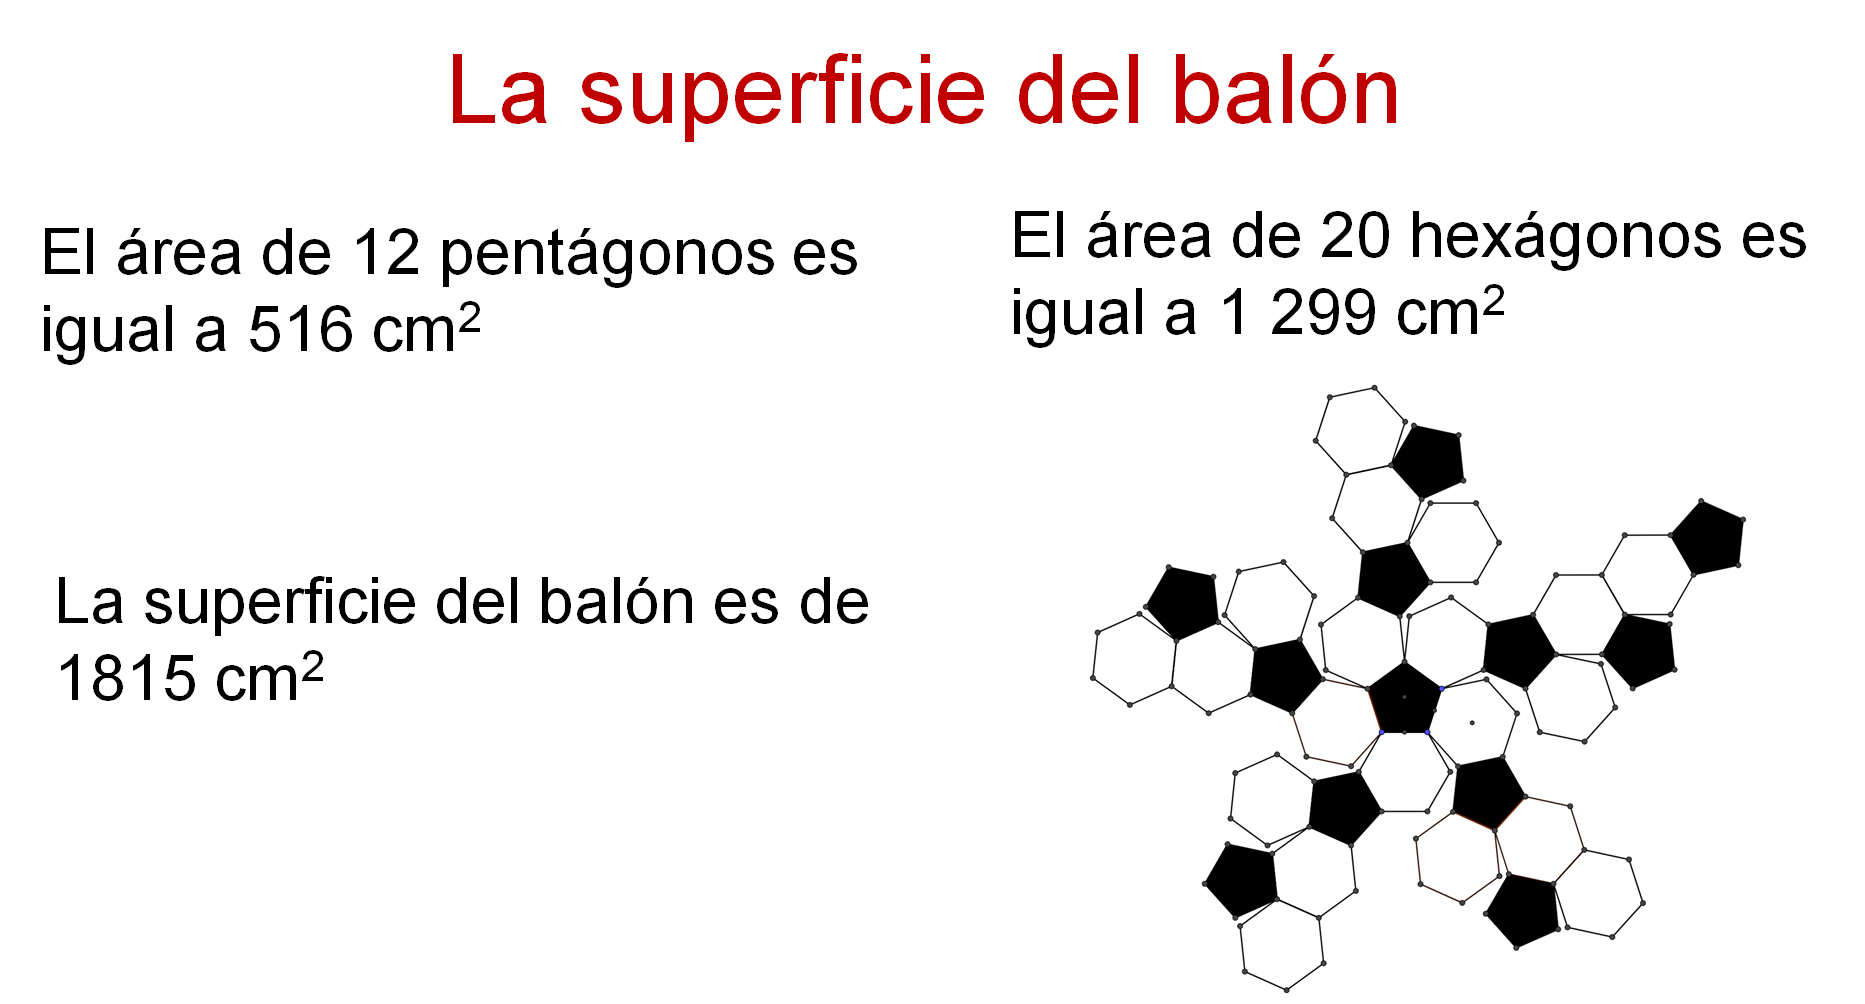 La superficie del balón
El área de 12 pentágonos es
igual a 516 cm²
El área de 20 hexágonos es
igual a 1 299 cm²
La superficie del balón es de
1815 cm²